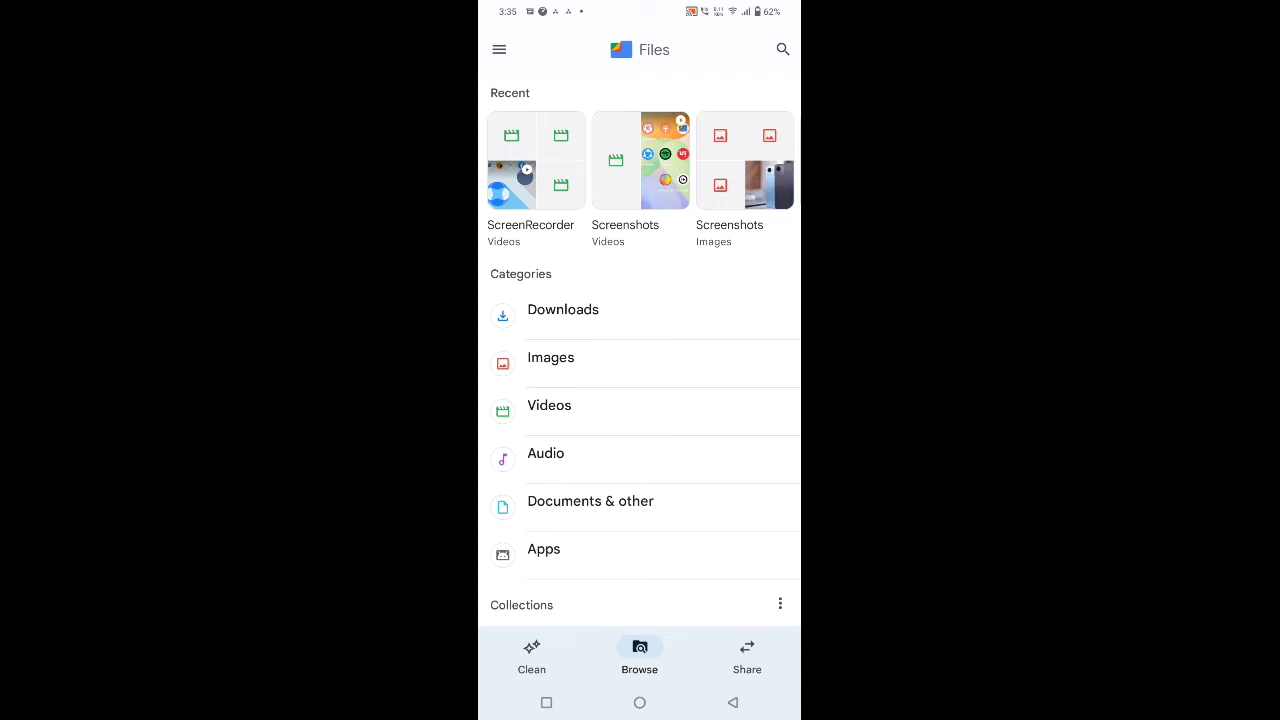 3:35
62%
Files
Recent
ScreenRecorder
Videos
Screenshots
Videos
Screenshots
Images
Categories
Downloads
Images
Videos
Audio
Documents & other
Apps
Collections
Clean
Browse
Share